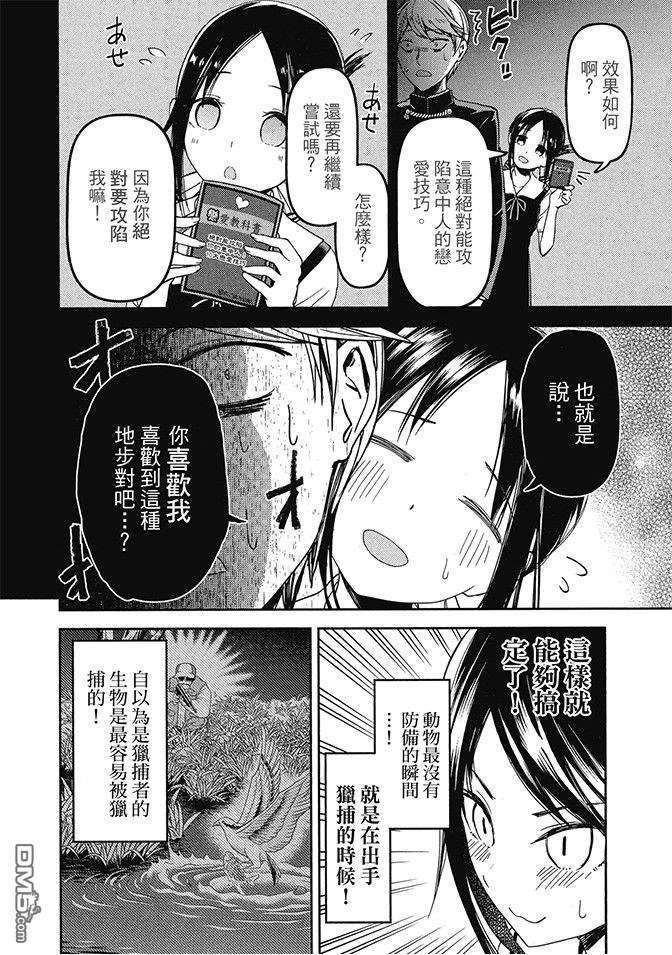 效果如何
啊？
這種絕對能攻
陷意中人的戀
愛技巧。
ビクッ
怎麼樣？
還要再繼續
嘗試嗎？
あせ
あせ
因為你絕
對要攻陷
我嘛！
愛教科書
也就是
說…
你喜歡我
喜歡到這種
地步對吧…？
オ
オ
オ
這樣就
能夠搞
定了！
動物最沒有
防備的瞬間
…！
就是在出手
獵捕的時候！
自以為是獵捕者的
生物是最容易被獵
捕的！
DM5.com